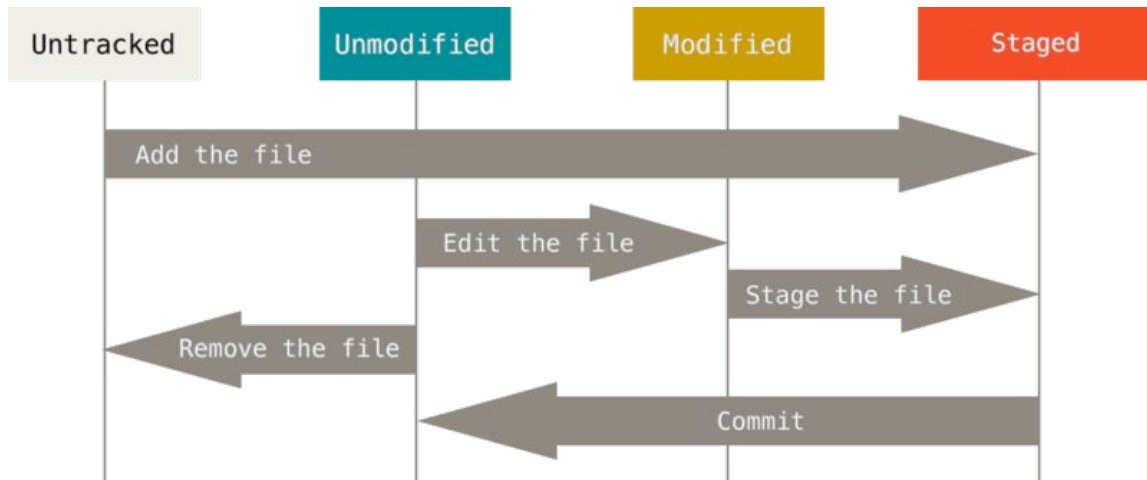 Untracked
Unmodified
Modified
Staged
Add the file
Edit the file
Stage the file
Remove the file
Commit